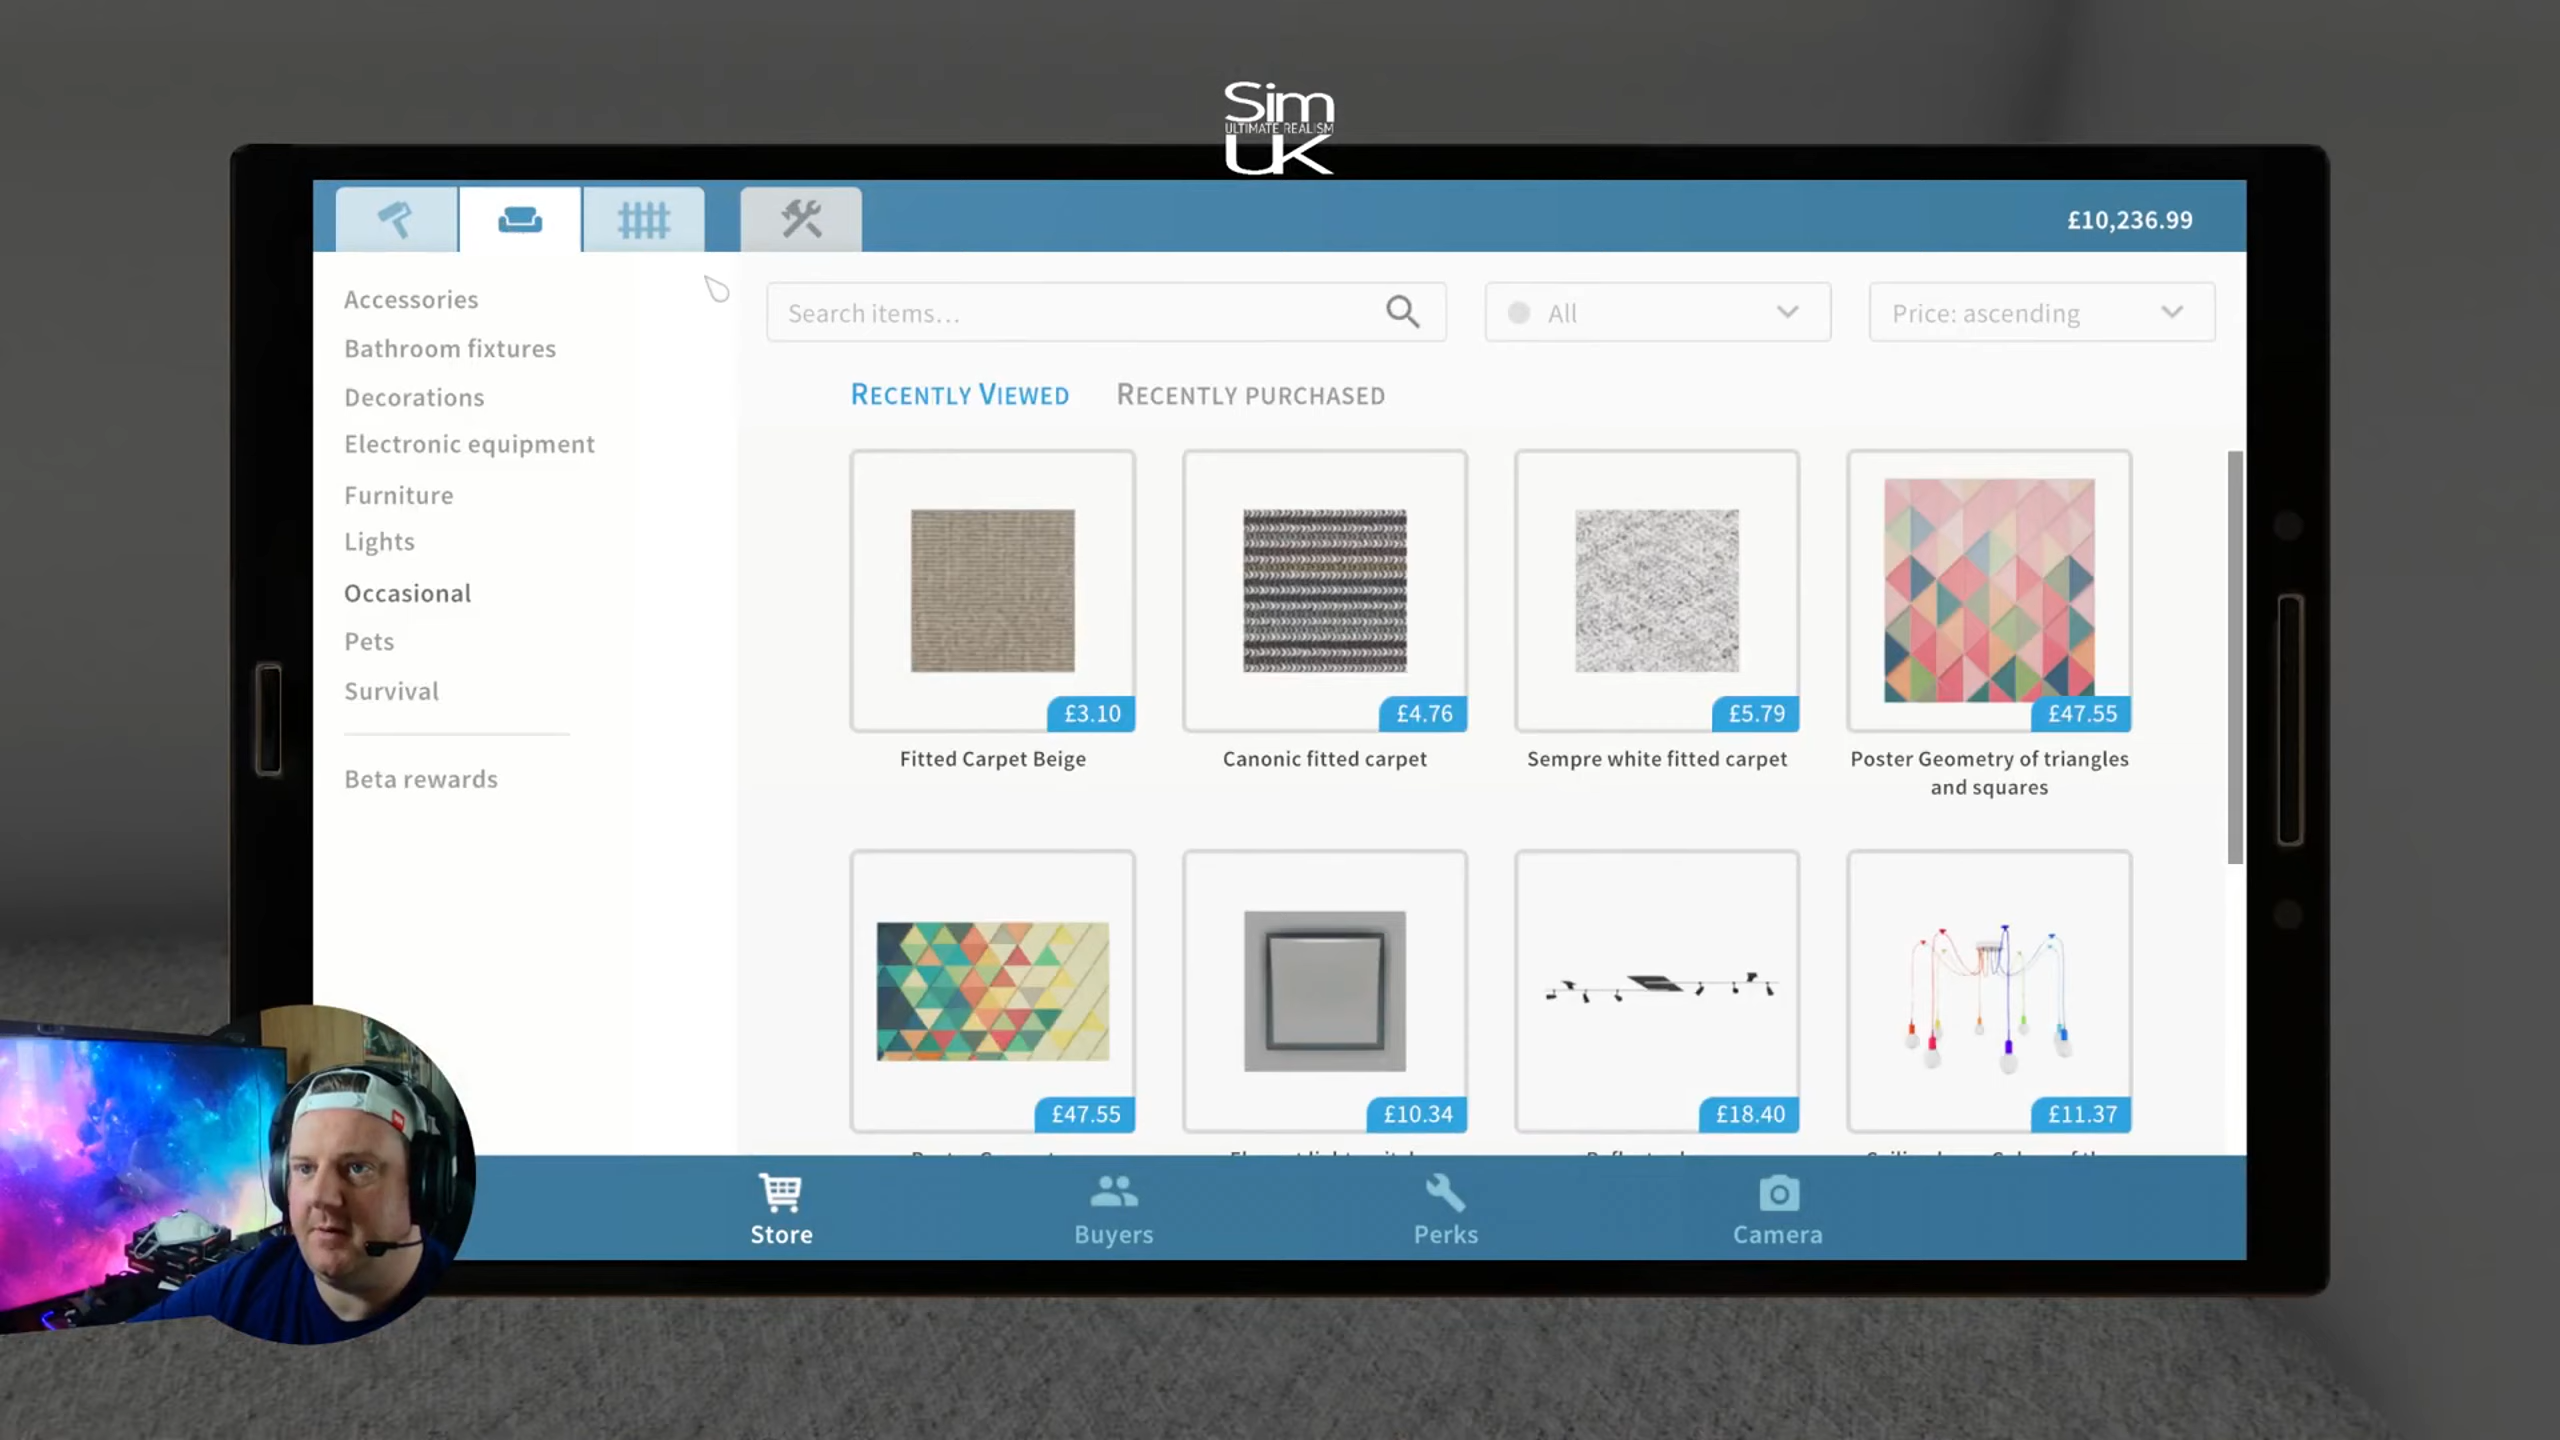 Sim
ULTIMATE REALISM
UK
£10,236.99
Accessories
Bathroom fixtures
Decorations
Electronic equipment
Furniture
Lights
Occasional
Pets
Survival
Beta rewards
Search items...
All
Price: ascending
RECENTLY VIEWED
RECENTLY PURCHASED
£3.10
£4.76
£5.79
£47.55
Fitted Carpet Beige
Canonic fitted carpet
Sempre white fitted carpet
Poster Geometry of triangles
and squares
£47.55
£10.34
£18.40
£11.37
Store
Buyers
Perks
Camera